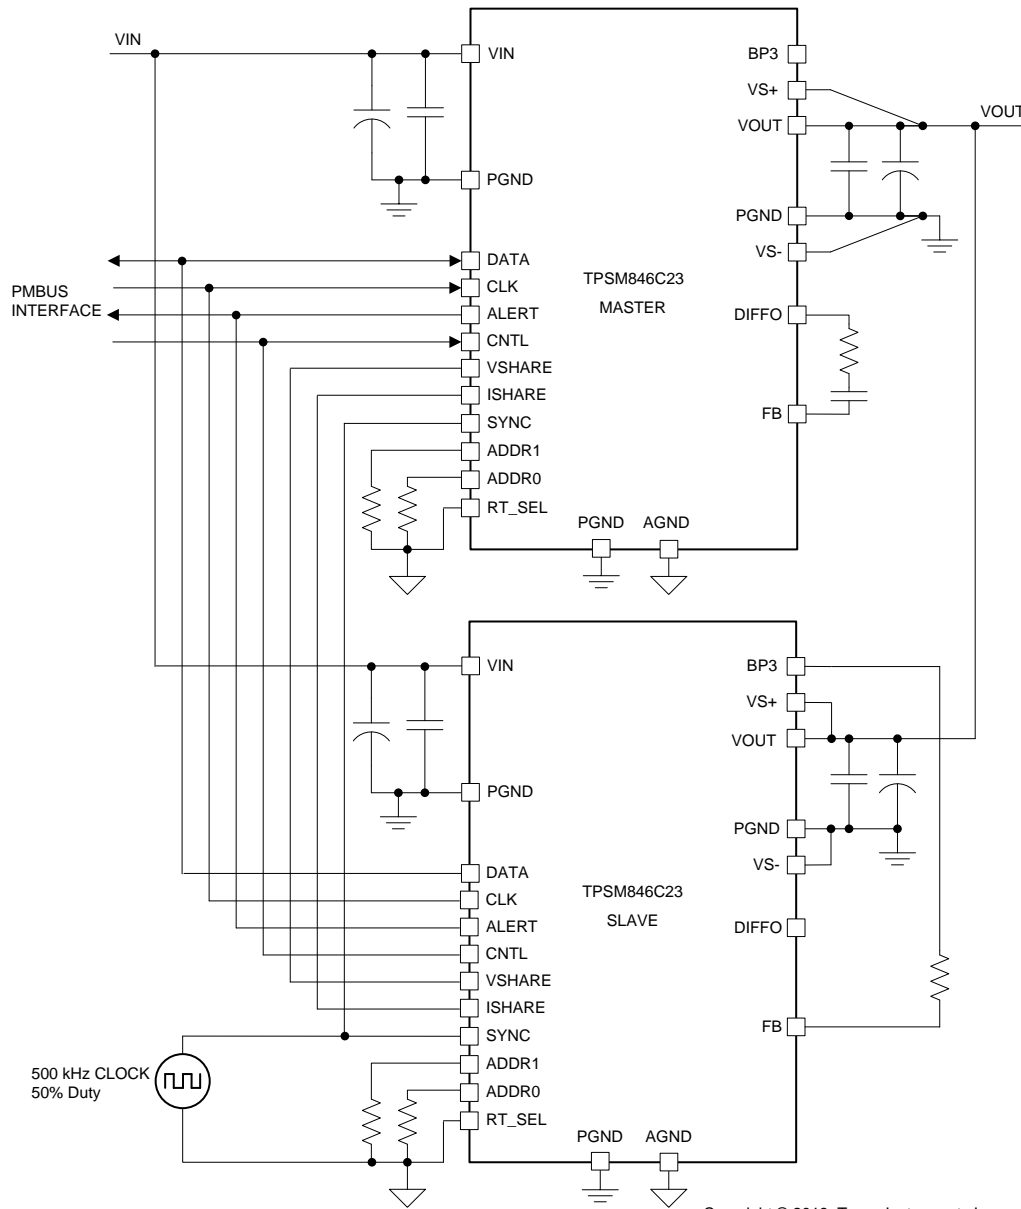 VIN
VIN
BP3
VS+
VOUT
VOUT
PGND
PGND
VS-
DATA
CLK
ALERT
CNTL
VSHARE
ISHARE
SYNC
ADDR1
ADDR0
RT_SEL
PMBUS
INTERFACE
TPSM846C23
MASTER
DIFFO
FB
PGND
AGND
VIN
BP3
VS+
VOUT
PGND
PGND
VS-
DATA
CLK
ALERT
CNTL
VSHARE
ISHARE
SYNC
ADDR1
ADDR0
RT_SEL
TPSM846C23
SLAVE
DIFFO
FB
500 kHz CLOCK
50% Duty
PGND
AGND